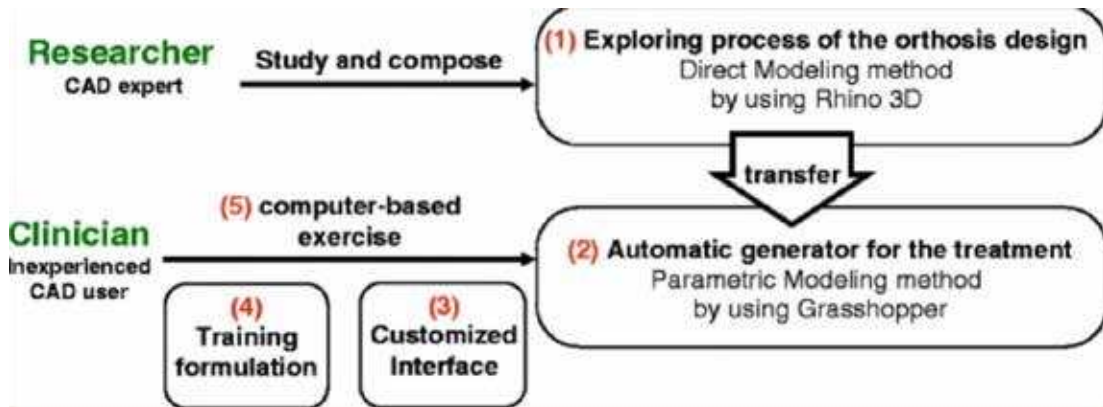 Researcher
CAD expert
Study and compose
(1) Exploring process of the orthosis design
Direct Modeling method
by using Rhino 3D
transfer
Clinician
Inexperienced
CAD user
(5) computer-based
exercise
(4)
Training
formulation
(3)
Customized
Interface
(2) Automatic generator for the treatment
Parametric Modeling method
by using Grasshopper